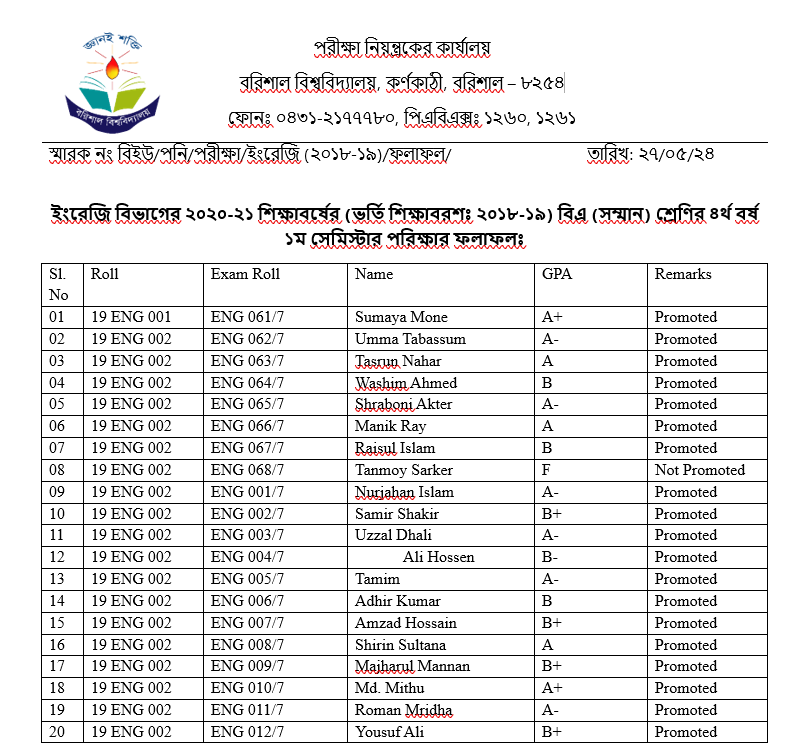 জ্ঞানই শক্তি
বরিশাল বিশ্ববিদ্যালয়
পরীক্ষা নিয়ন্ত্রকের কার্যালয়
বরিশাল বিশ্ববিদ্যালয়, কর্ণকাঠী, বরিশাল – ৮২৫৪
ফোনঃ ০৪৩১-২১৭৭৭৮০, পিএবিএক্সঃ ১২৬০, ১২৬১
স্মারক নং বিইউ/পনি/পরীক্ষা/ইংরেজি (২০১৮-১৯)/ফলাফল/ তারিখ: ২৭/০৫/২৪
ইংরেজি বিভাগের ২০২০-২১ শিক্ষাবর্ষের (ভর্তি শিক্ষাবরশঃ ২০১৮-১৯) বিএ (সম্মান) শ্রেণির ৪র্থ বর্ষ
১ম সেমিস্টার পরিক্ষার ফলাফলঃ
Sl. No Roll Exam Roll Name GPA Remarks
01 19 ENG 001 ENG 061/7 Sumaya Mone A+ Promoted
02 19 ENG 002 ENG 062/7 Umma Tabassum A- Promoted
03 19 ENG 002 ENG 063/7 Tasrun Nahar A Promoted
04 19 ENG 002 ENG 064/7 Washim Ahmed B Promoted
05 19 ENG 002 ENG 065/7 Shraboni Akter A- Promoted
06 19 ENG 002 ENG 066/7 Manik Ray A Promoted
07 19 ENG 002 ENG 067/7 Raisul Islam B Promoted
08 19 ENG 002 ENG 068/7 Tanmoy Sarker F Not Promoted
09 19 ENG 002 ENG 001/7 Nurjahan Islam A- Promoted
10 19 ENG 002 ENG 002/7 Samir Shakir B+ Promoted
11 19 ENG 002 ENG 003/7 Uzzal Dhali A- Promoted
12 19 ENG 002 ENG 004/7 Ali Hossen B- Promoted
13 19 ENG 002 ENG 005/7 Tamim A- Promoted
14 19 ENG 002 ENG 006/7 Adhir Kumar B Promoted
15 19 ENG 002 ENG 007/7 Amzad Hossain B+ Promoted
16 19 ENG 002 ENG 008/7 Shirin Sultana A Promoted
17 19 ENG 002 ENG 009/7 Majharul Mannan B+ Promoted
18 19 ENG 002 ENG 010/7 Md. Mithu A+ Promoted
19 19 ENG 002 ENG 011/7 Roman Mridha A- Promoted
20 19 ENG 002 ENG 012/7 Yousuf Ali B+ Promoted